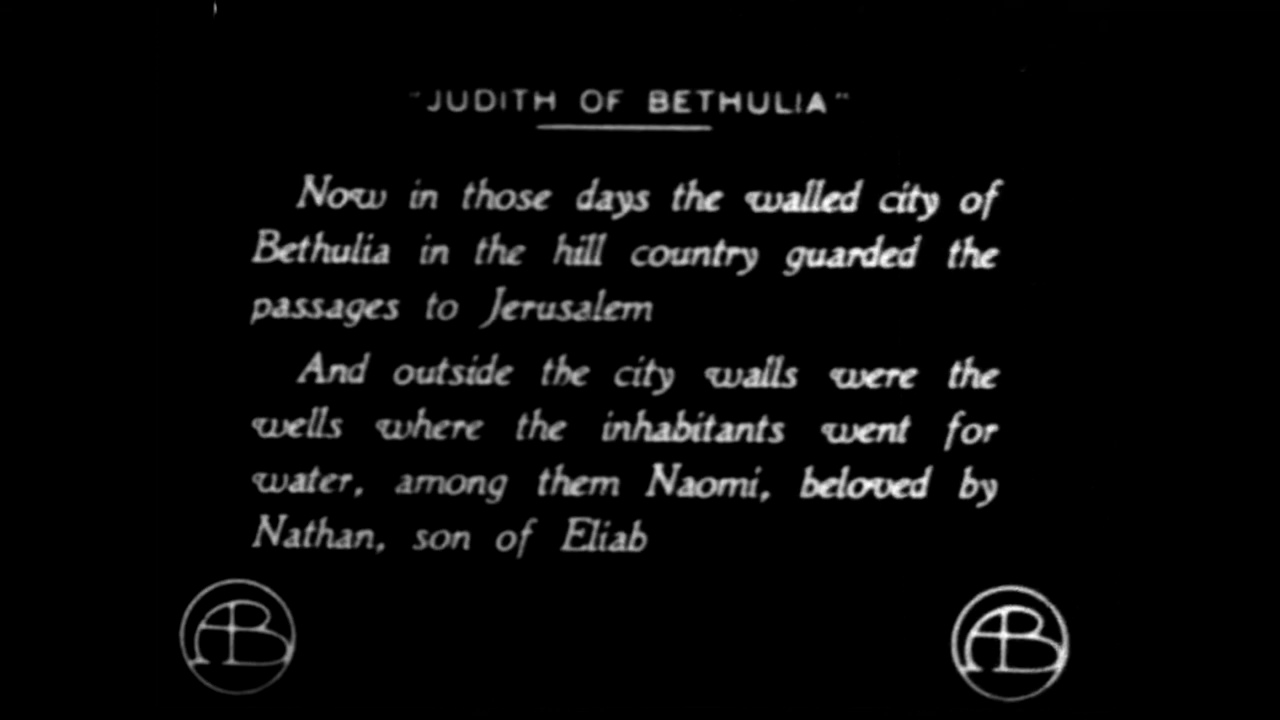 "JUDITH OF BETHULIA"
Now in those days the walled city of
Bethulia in the hill country guarded the
passages to Jerusalem
And outside the city walls were the
wells where the inhabitants went for
water, among them Naomi, beloved by
Nathan, son of Eliab
AB AB